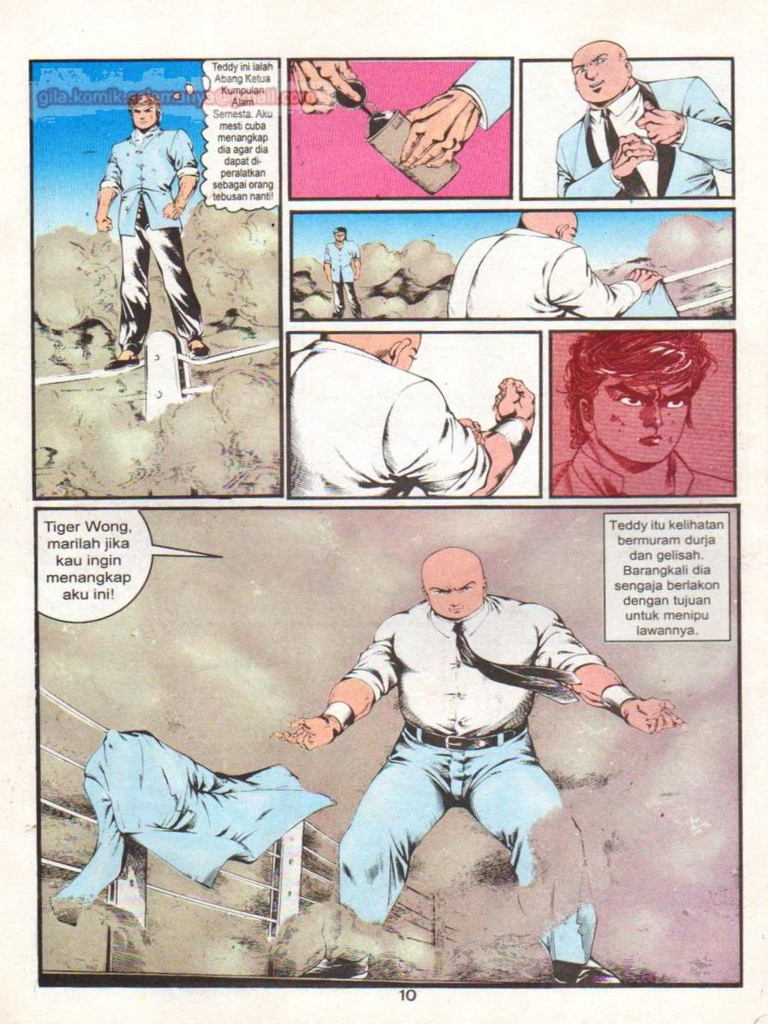 Teddy ini ialah
Abang Ketua
Kumpulan
Alam
Semesta. Aku
mesti cuba
menangkap
dia agar dia
dapat di-
peralatkan
sebagai orang
tebusan nanti!
Tiger Wong,
marilah jika
kau ingin
menangkap
aku ini!
Teddy itu kelihatan
bermuram durja
dan gelisah.
Barangkali dia
sengaja berlakon
dengan tujuan
untuk menipu
lawannya.
10